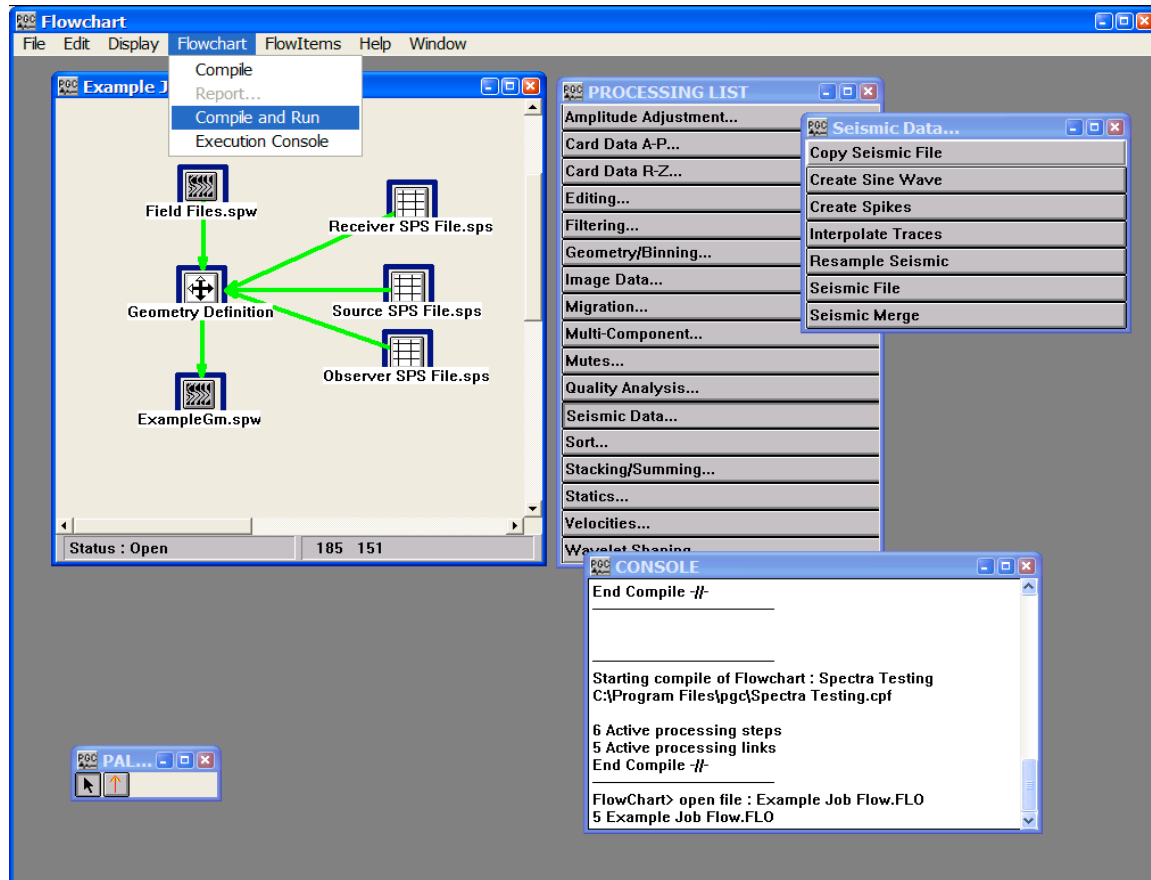 Flowchart
File Edit Display Flowchart FlowItems Help Window
Compile
Report...
Compile and Run
Execution Console
Example J
Field Files.spw
Receiver SPS File.sps
Geometry Definition
Source SPS File.sps
Observer SPS File.sps
ExampleGm.spw
Status : Open 185 151
PGC PROCESSING LIST
Amplitude Adjustment...
Card Data A-P...
Card Data R-Z...
Editing...
Filtering...
Geometry/Binning...
Image Data...
Migration...
Multi-Component...
Mutes...
Quality Analysis...
Seismic Data...
Sort...
Stacking/Summing...
Statics...
Velocities...
Wavelet Shaping
PGC Seismic Data...
Copy Seismic File
Create Sine Wave
Create Spikes
Interpolate Traces
Resample Seismic
Seismic File
Seismic Merge
PGC CONSOLE
End Compile -//-
Starting compile of Flowchart : Spectra Testing
C:\Program Files\pgc\Spectra Testing.cpf
6 Active processing steps
5 Active processing links
End Compile -//-
FlowChart> open file : Example Job Flow.FLO
5 Example Job Flow.FLO
PGC PAL...